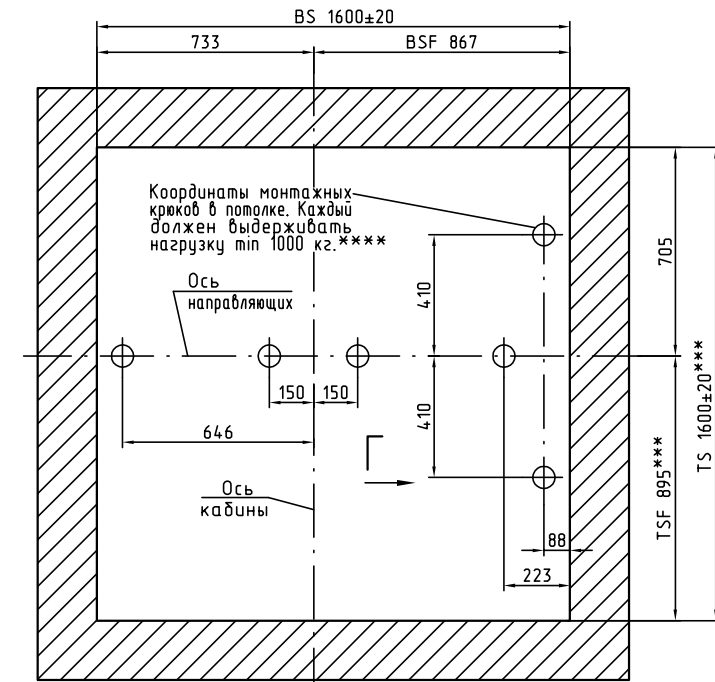 BS 1600±20
733
BSF 867
Координаты монтажных
крюков в потолке. Каждый
должен выдерживать
нагрузку min 1000 кг.****
Ось
направляющих
410
705
TS 1600±20***
150
150
646
410
Г
TSF 895***
Ось
кабины
88
223